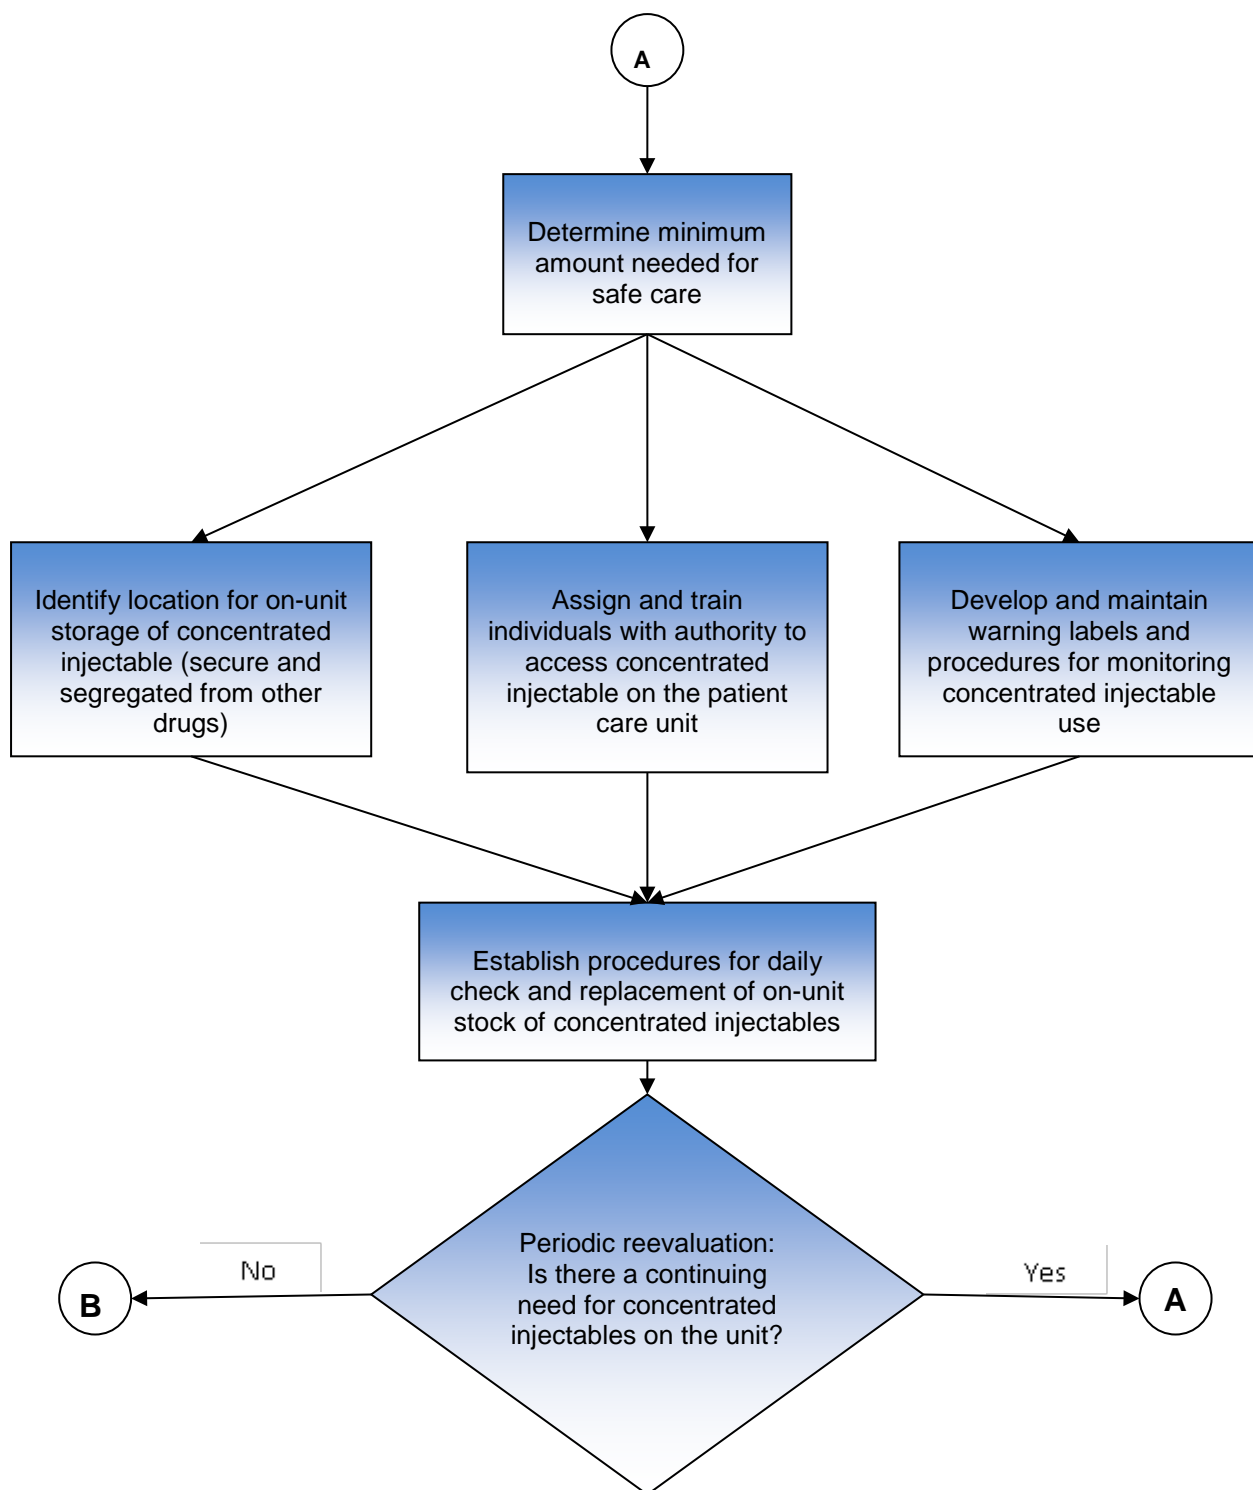 A
Determine minimum
amount needed for
safe care
Identify location for on-unit
storage of concentrated
injectable (secure and
segregated from other
drugs)
Assign and train
individuals with authority to
access concentrated
injectable on the patient
care unit
Develop and maintain
warning labels and
procedures for monitoring
concentrated injectable
use
Establish procedures for daily
check and replacement of on-unit
stock of concentrated injectables
Periodic reevaluation:
Is there a continuing
need for concentrated
injectables on the unit?
No
B
Yes
A